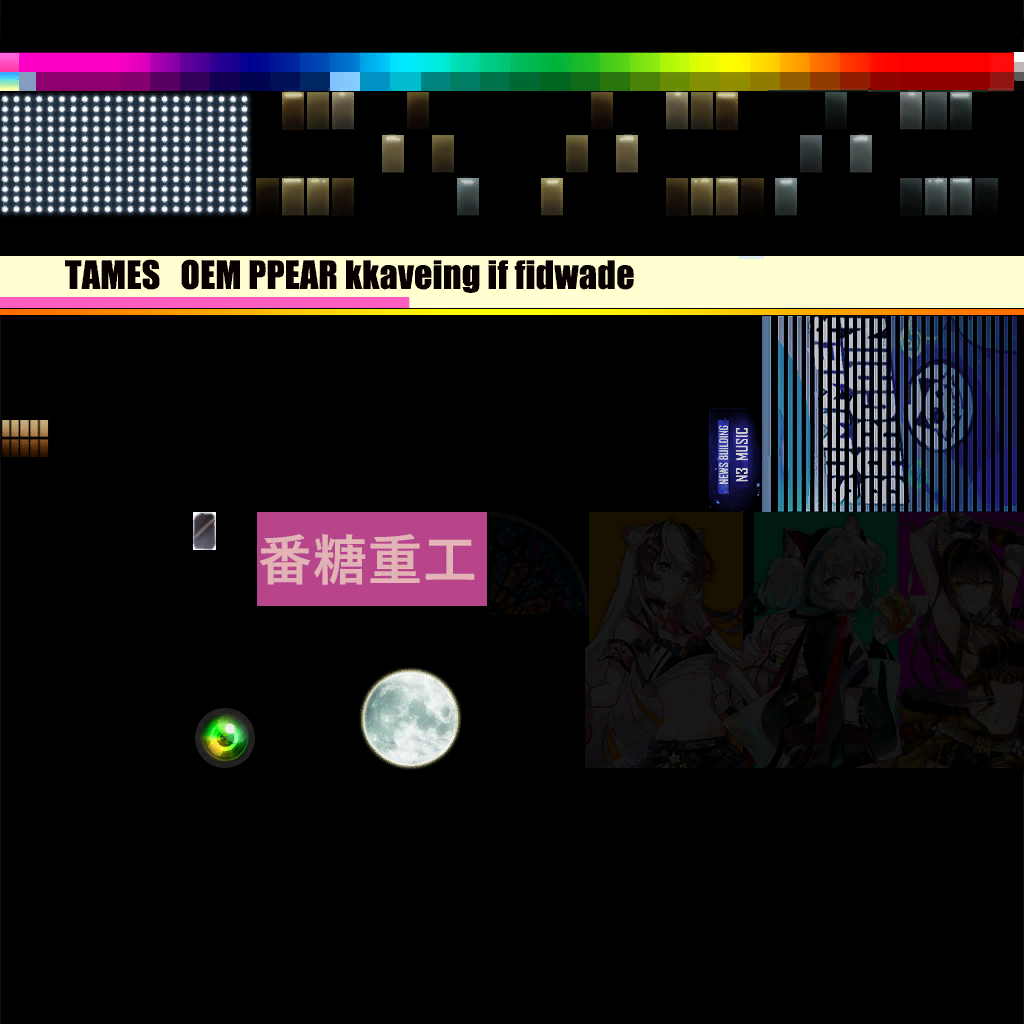 TAMES OEM PPEAR kkaveing if fidwade
NEWS BUILDING
N3 MUSIC
番糖重工